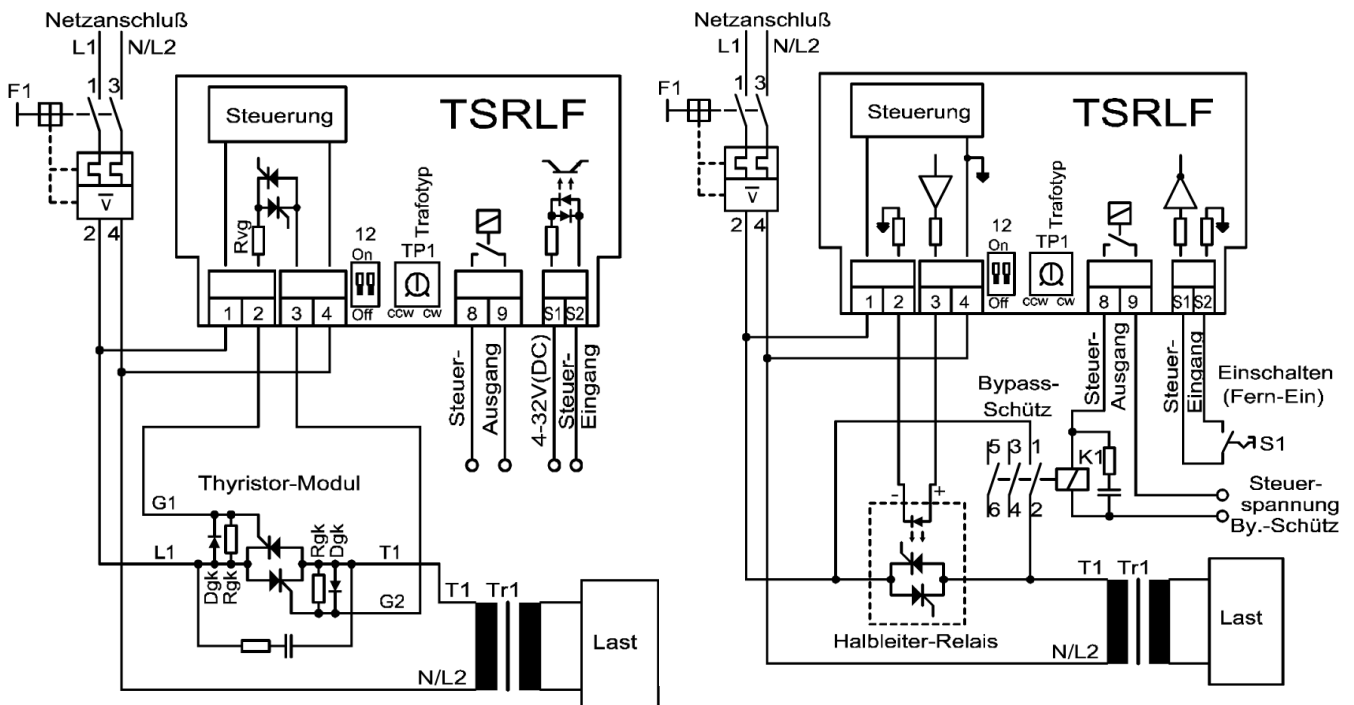 Netzanschluß
L1 N/L2
F1
1 3
V
2 4
Steuerung
TSRLF
Rvg
12
On
Off
Trafotyp
TP1
ccw cw
1 2 3 4 8 9 S1 S2
Steuer-
Ausgang
4-32V(DC)
Steuer-
Eingang
Thyristor-Modul
G1
L1
Dgk
Rgk
Rgk
Dgk
T1
G2
T1 Tr1
N/L2
Last
Netzanschluß
L1 N/L2
F1
1 3
V
2 4
Steuerung
TSRLF
12
On
Off
Trafotyp
TP1
ccw cw
1 2 3 4 8 9 S1 S2
Steuer-
Ausgang
Steuer-
Eingang
Einschalten
(Fern-Ein)
S1
Bypass-
Schütz
5 3 1
6 4 2
K1
Steuer-
spannung
By.-Schütz
- +
Halbleiter-Relais
T1 Tr1
N/L2
Last